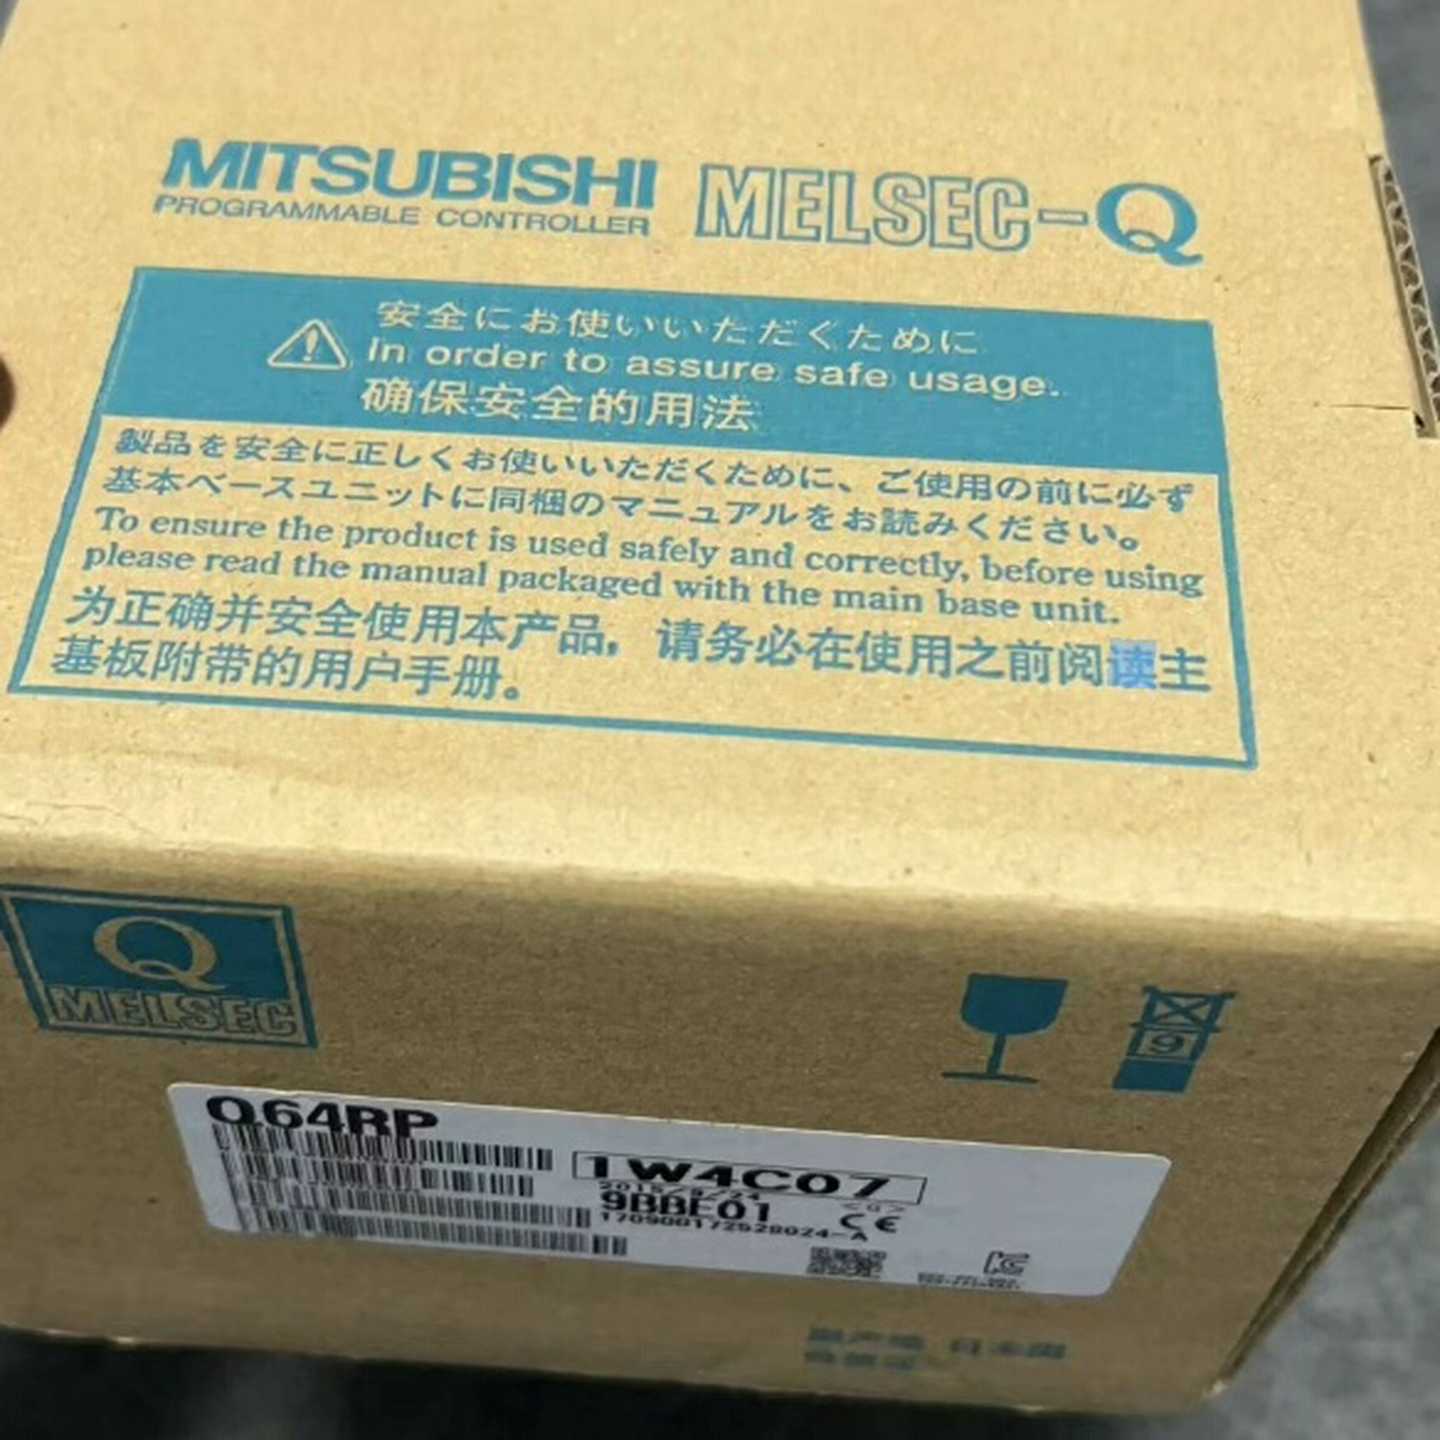 MITSUBISHI MELSEC-Q
PROGRAMMABLE CONTROLLER
安全にお使いいただくために
In order to assure safe usage.
确保安全的用法
製品を安全に正しくお使いいただくために、ご使用の前に必ず
基本ベースユニットに同梱のマニュアルをお読みください。
To ensure the product is used safely and correctly, before using
please read the manual packaged with the main base unit.
为正确并安全使用本产品，请务必在使用之前阅读主
基板附带的用户手册。
Q
MELSEC
9
Q64RP
1W4C07
9BBE01
170900172528024-A
CE